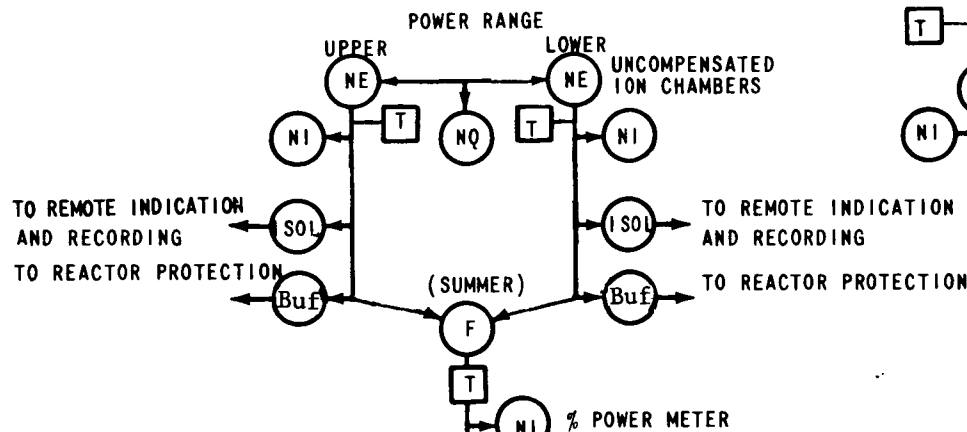 POWER RANGE
UPPER
LOWER
NE
NE
UNCOMPENSATED
ION CHAMBERS
T
T
T
NI
NQ
NI
NI
TO REMOTE INDICATION
AND RECORDING
ISOL
ISOL
TO REMOTE INDICATION
AND RECORDING
TO REACTOR PROTECTION
Buf
(SUMMER)
Buf
TO REACTOR PROTECTION
F
T
NI
% POWER METER